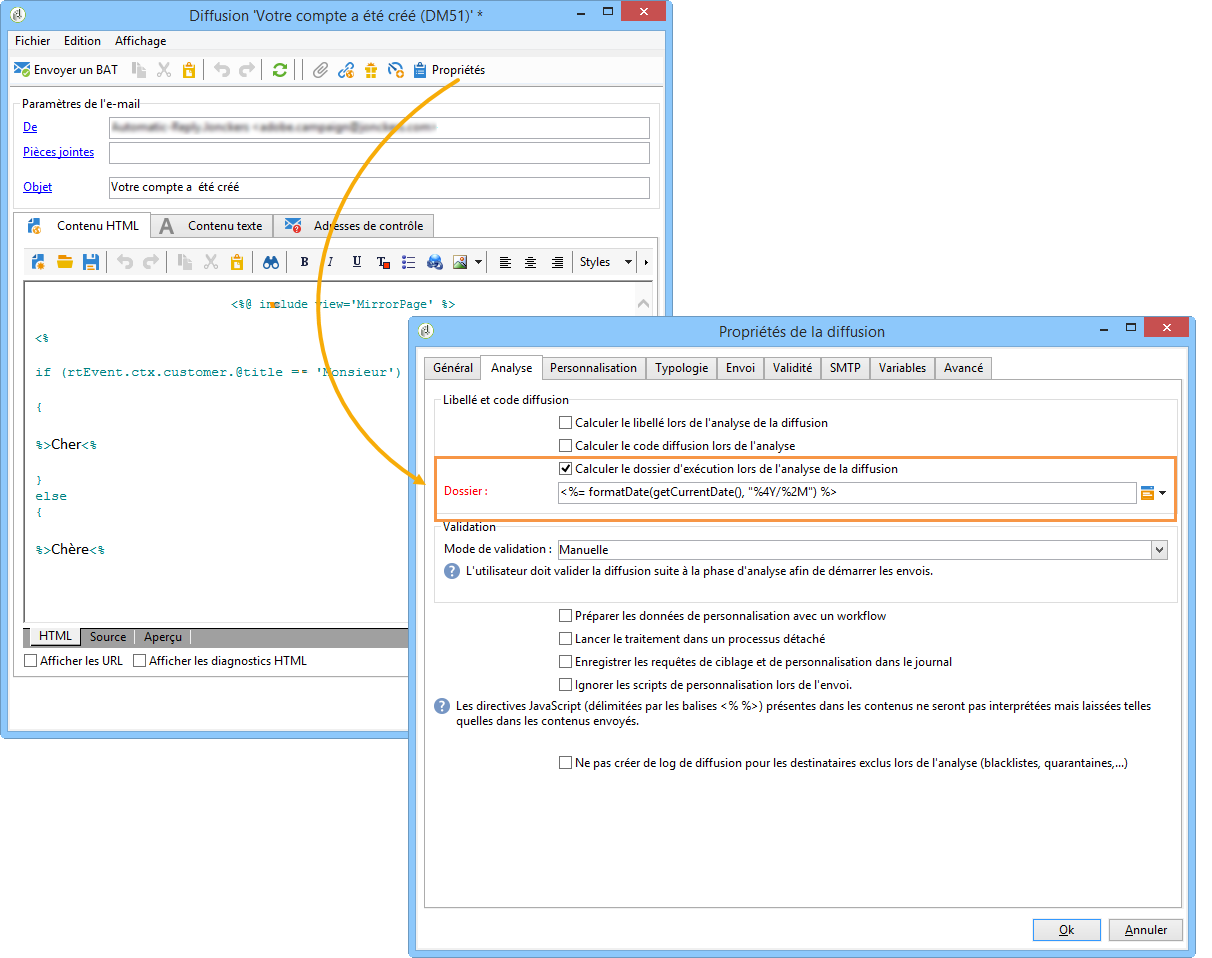 Diffusion 'Votre compte a été créé (DM51)' *
Fichier Edition Affichage
Envoyer un BAT Propriétés
Paramètres de l'e-mail
De
Pièces jointes
Objet Votre compte a été créé
Contenu HTML A Contenu texte Adresses de contrôle
B I U T Styles
<%@ include view='MirrorPage' %>
<%
if (rtEvent.ctx.customer.@title == 'Monsieur')
{
%>Cher<%
}
else
{
%>Chère<%
HTML Source Aperçu
Afficher les URL Afficher les diagnostics HTML
Propriétés de la diffusion
Général Analyse Personnalisation Typologie Envoi Validité SMTP Variables Avancé
Libellé et code diffusion
Calculer le libellé lors de l'analyse de la diffusion
Calculer le code diffusion lors de l'analyse
Calculer le dossier d'exécution lors de l'analyse de la diffusion
Dossier : <%= formatDate(getCurrentDate(), "%4Y/%2M") %>
Validation
Mode de validation : Manuelle
? L'utilisateur doit valider la diffusion suite à la phase d'analyse afin de démarrer les envois.
Préparer les données de personnalisation avec un workflow
Lancer le traitement dans un processus détaché
Enregistrer les requêtes de ciblage et de personnalisation dans le journal
Ignorer les scripts de personnalisation lors de l'envoi.
? Les directives JavaScript (délimitées par les balises <% %>) présentes dans les contenus ne seront pas interprétées mais laissées telles
quelles dans les contenus envoyés.
Ne pas créer de log de diffusion pour les destinataires exclus lors de l'analyse (blacklistes, quarantaines,...)
Ok Annuler